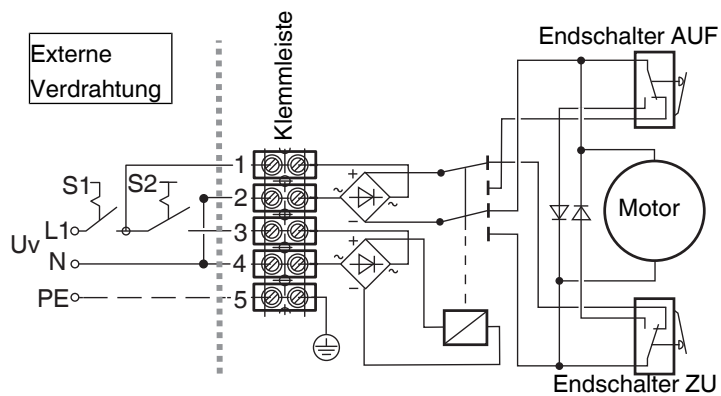 Externe
Verdrahtung
Klemmleiste
Endschalter AUF
S1
S2
1
2
3
4
5
Uv
L1
N
PE
+
~
~
−
+
~
~
−
Motor
Endschalter ZU